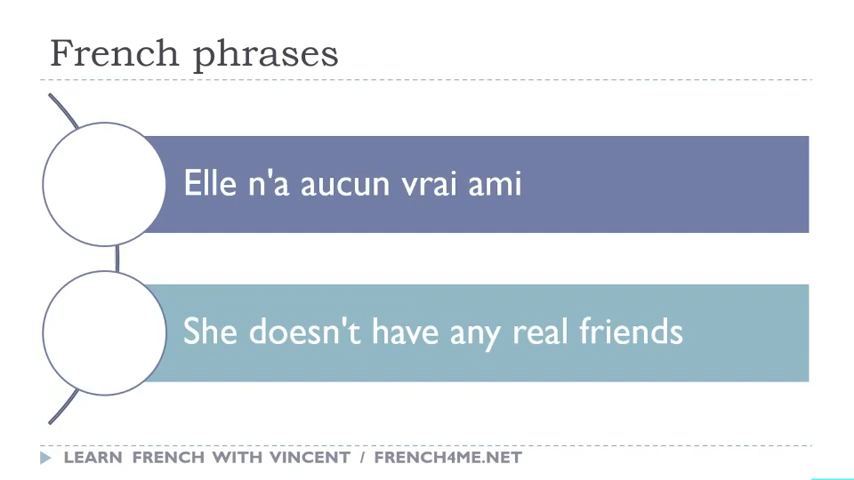 French phrases
Elle n'a aucun vrai ami
She doesn't have any real friends
LEARN FRENCH WITH VINCENT / FRENCH4ME.NET